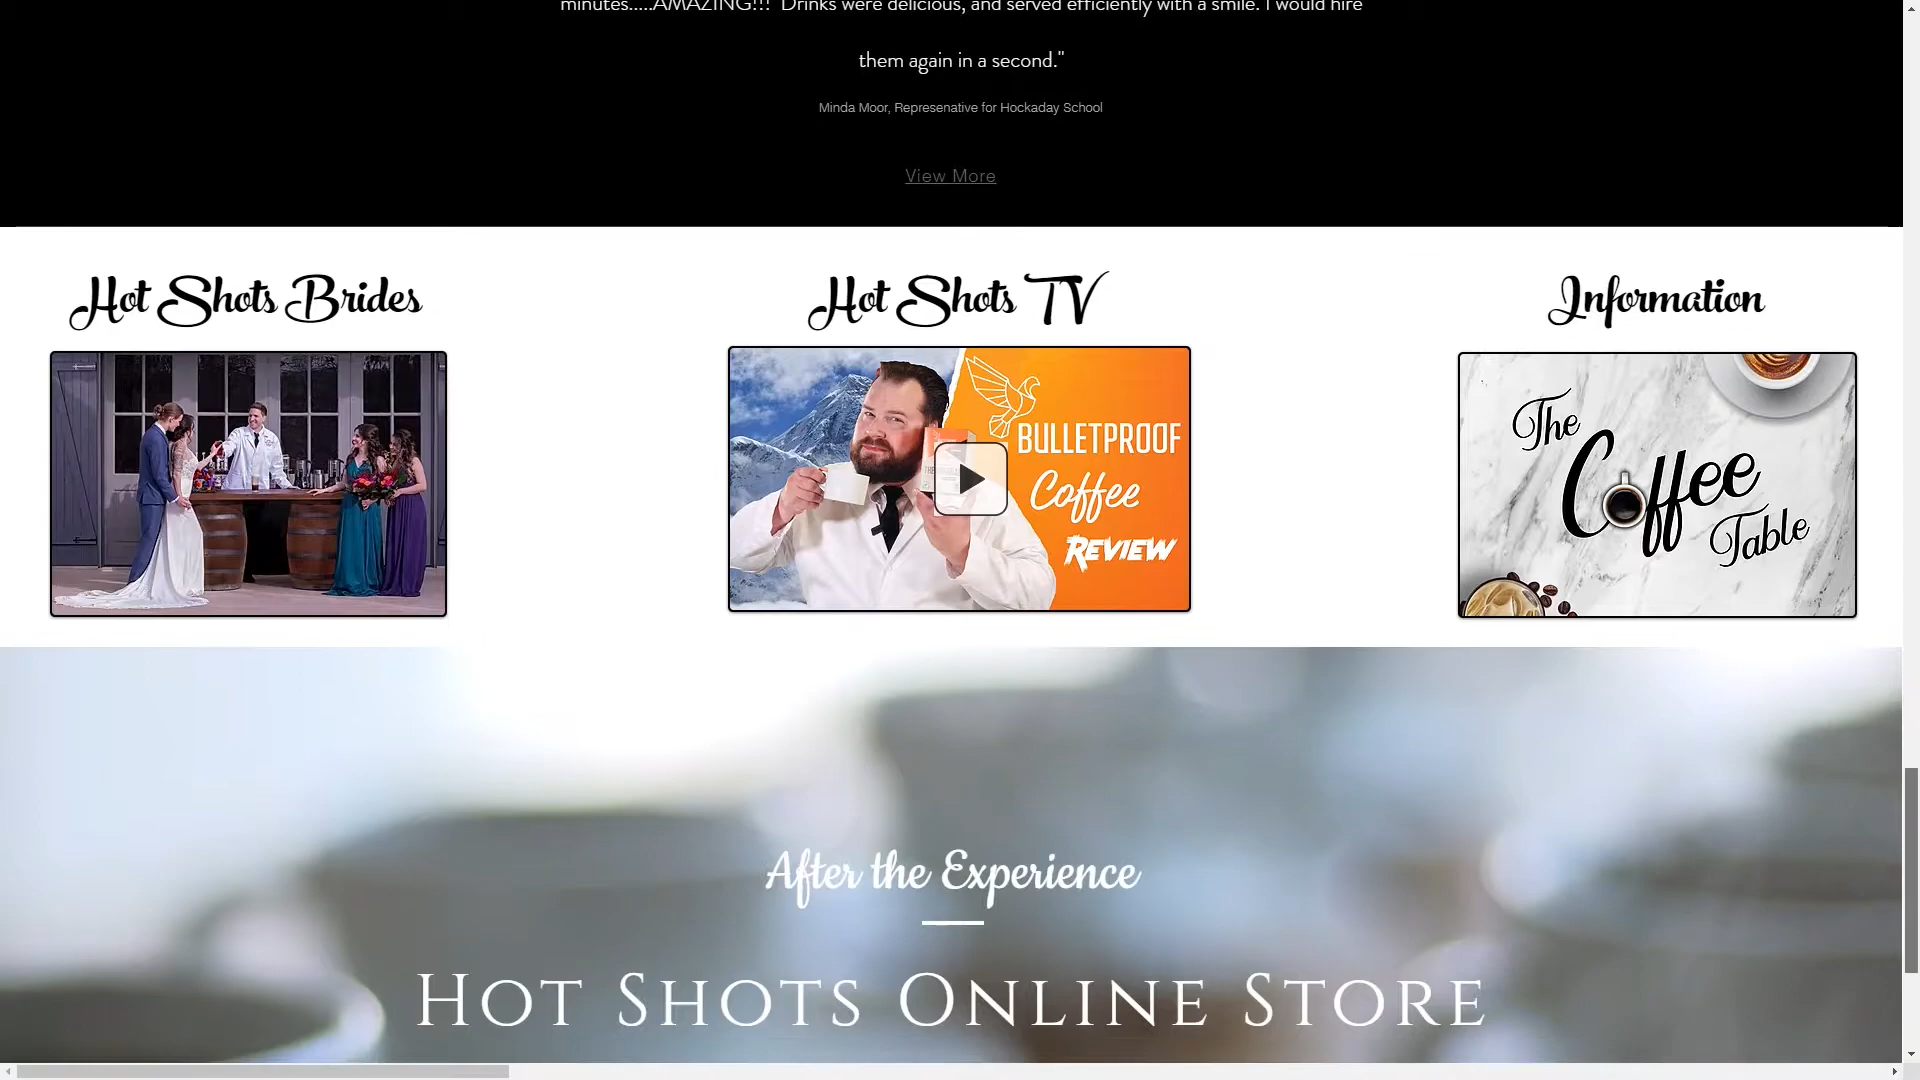 minutes.....AMAZING!!!  Drinks were delicious, and served efficiently with a smile. I would hire
them again in a second."
Minda Moor, Represenative for Hockaday School
View More
Hot Shots Brides
Hot Shots TV
Information
BULLETPROOF
Coffee
REVIEW
The
Coffee
Table
After the Experience
HOT SHOTS ONLINE STORE